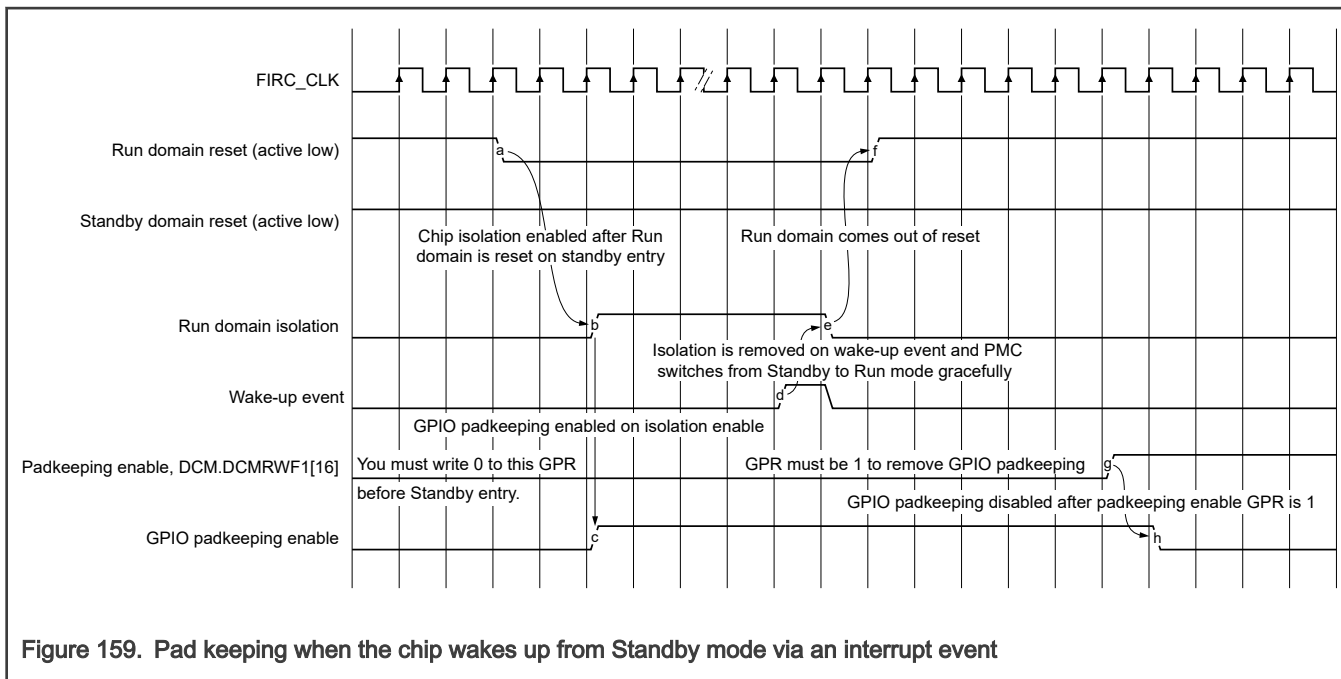 FIRC_CLK
Run domain reset (active low)
a
f
Standby domain reset (active low)
Chip isolation enabled after Run
domain is reset on standby entry
Run domain comes out of reset
Run domain isolation
b
e
Isolation is removed on wake-up event and PMC
switches from Standby to Run mode gracefully
Wake-up event
d
GPIO padkeeping enabled on isolation enable
Padkeeping enable, DCM.DCMRWF1[16]
You must write 0 to this GPR
before Standby entry.
GPR must be 1 to remove GPIO padkeeping
g
GPIO padkeeping disabled after padkeeping enable GPR is 1
GPIO padkeeping enable
c
h
Figure 159. Pad keeping when the chip wakes up from Standby mode via an interrupt event